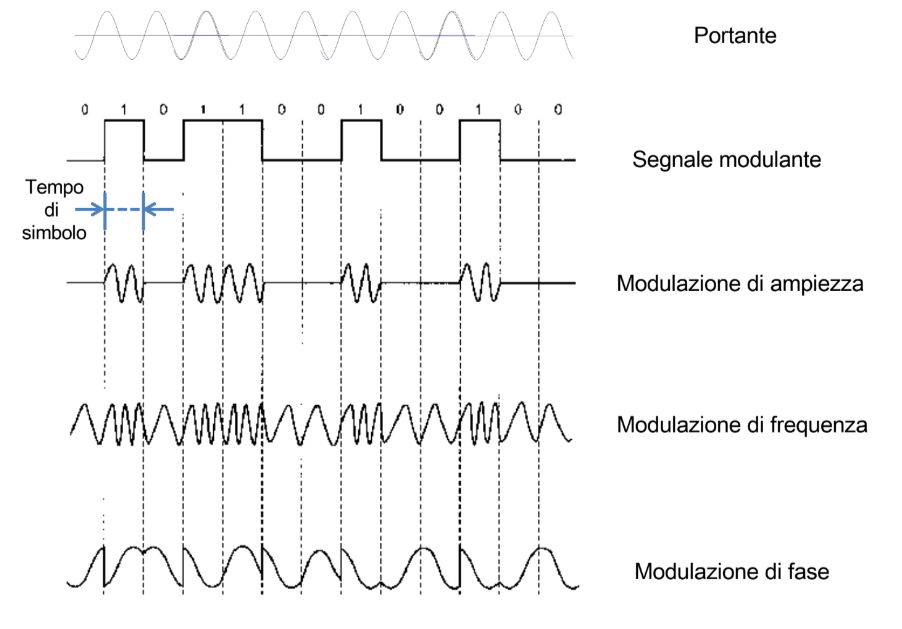 Portante
0 1 0 1 1 0 0 1 0 0 1 0 0
Segnale modulante
Tempo
di
simbolo
Modulazione di ampiezza
Modulazione di frequenza
Modulazione di fase